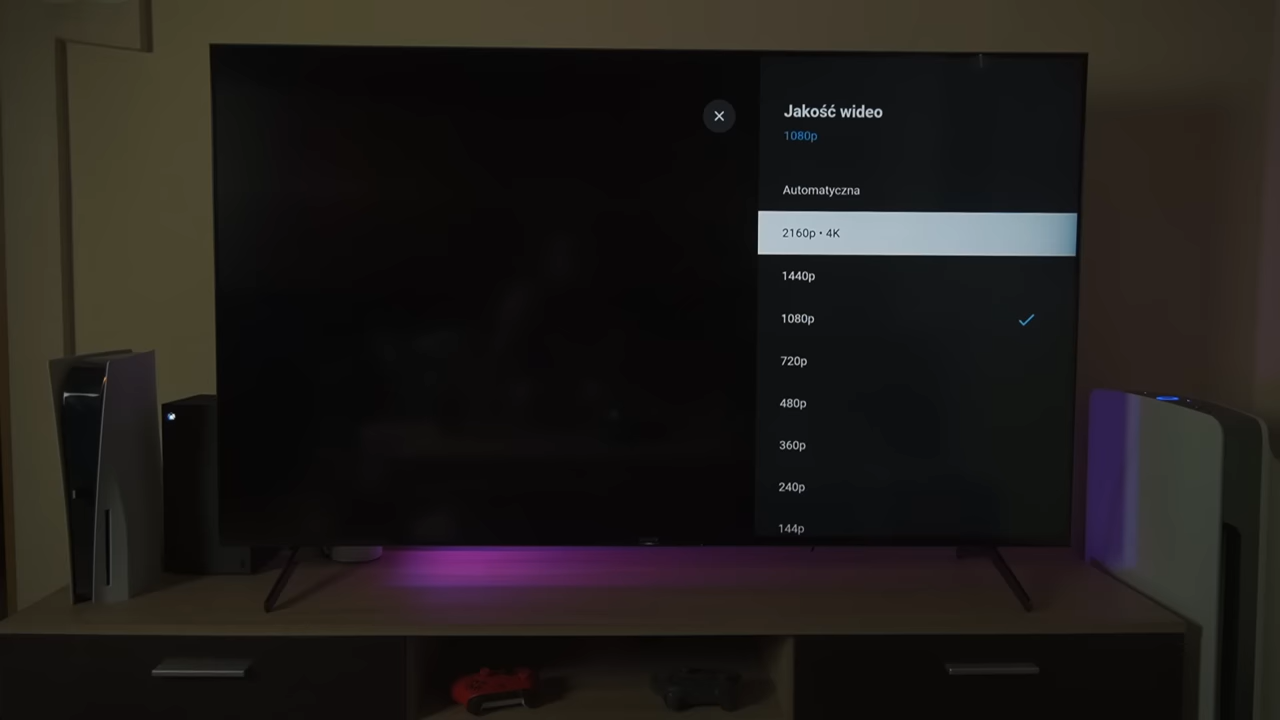 Jakość wideo
1080p
Automatyczna
2160p • 4K
1440p
1080p
720p
480p
360p
240p
144p